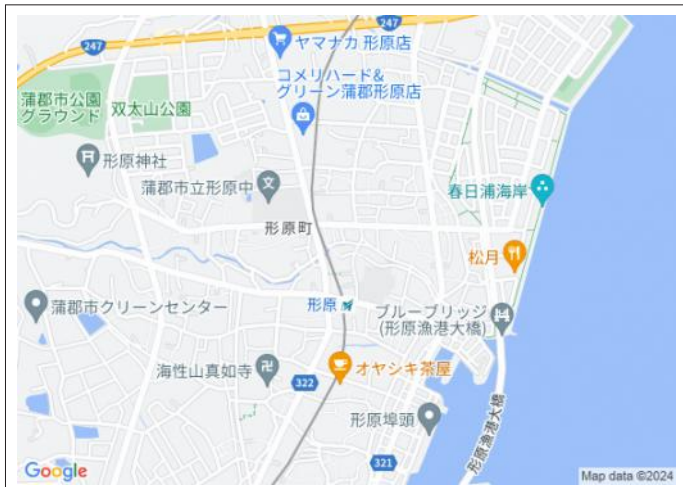 247
ヤマナカ 形原店
247
コメリハード&
グリーン蒲郡形原店
蒲郡市公園
グラウンド
双太山公園
形原神社
蒲郡市立形原中
文
春日浦海岸
形原町
松月
蒲郡市クリーンセンター
形原
ブルーブリッジ
(形原漁港大橋)
海性山真如寺
卍
322
オヤシキ茶屋
形原埠頭
形原漁港大橋
321
Google
Map data ©2024